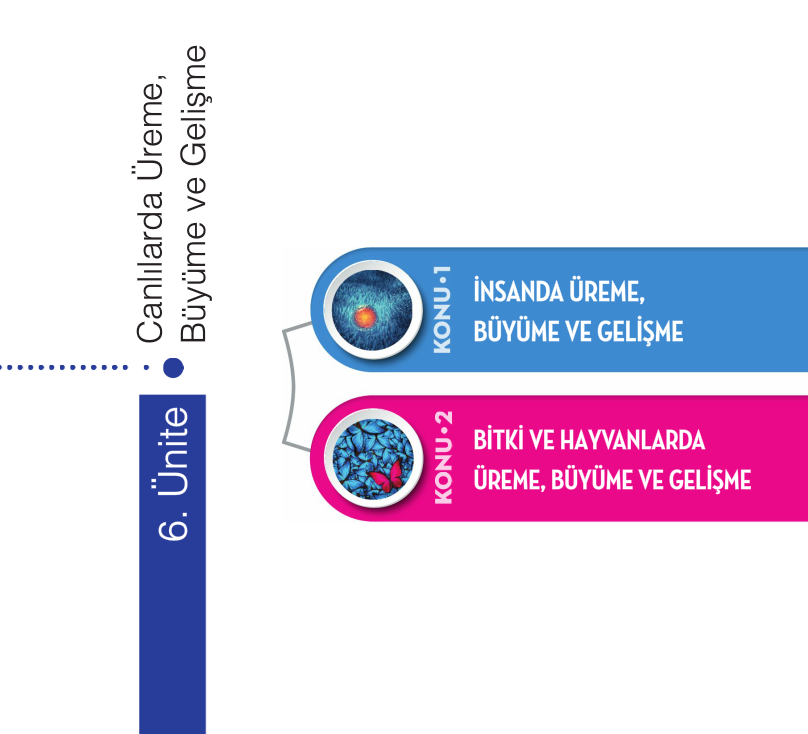 6. Ünite
Canlılarda Üreme,
Büyüme ve Gelişme
KONU•1
İNSANDA ÜREME,
BÜYÜME VE GELİŞME
KONU•2
BİTKİ VE HAYVANLARDA
ÜREME, BÜYÜME VE GELİŞME